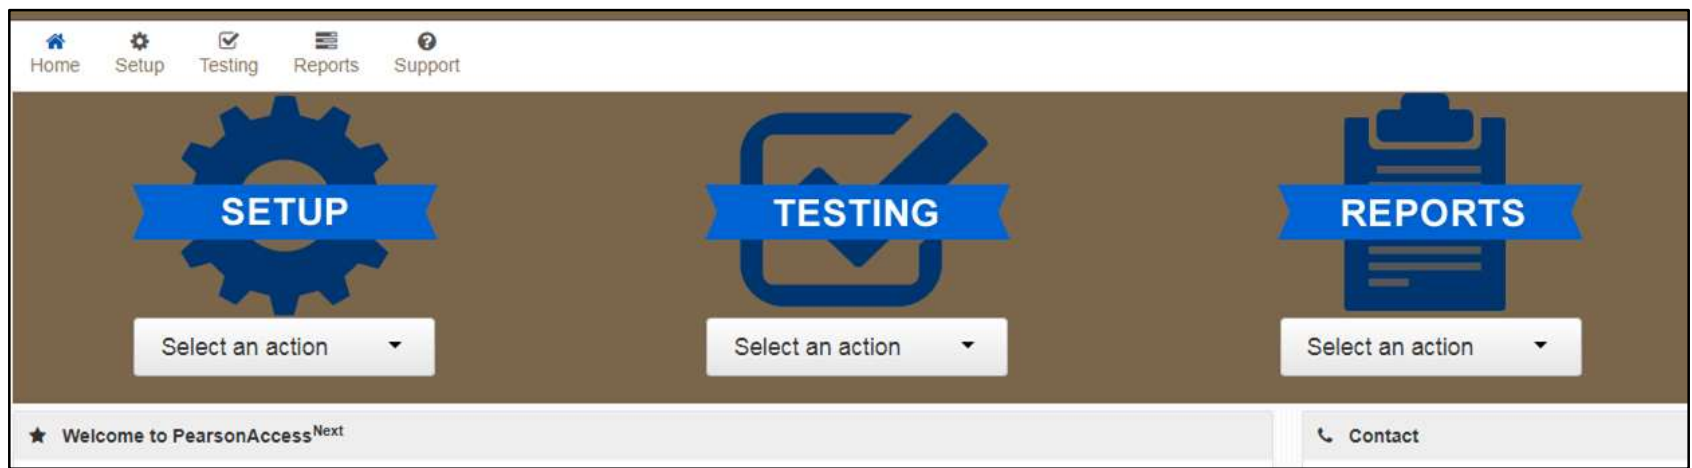 Home Setup Testing Reports Support
SETUP TESTING REPORTS
Select an action Select an action Select an action
Welcome to PearsonAccessNext Contact